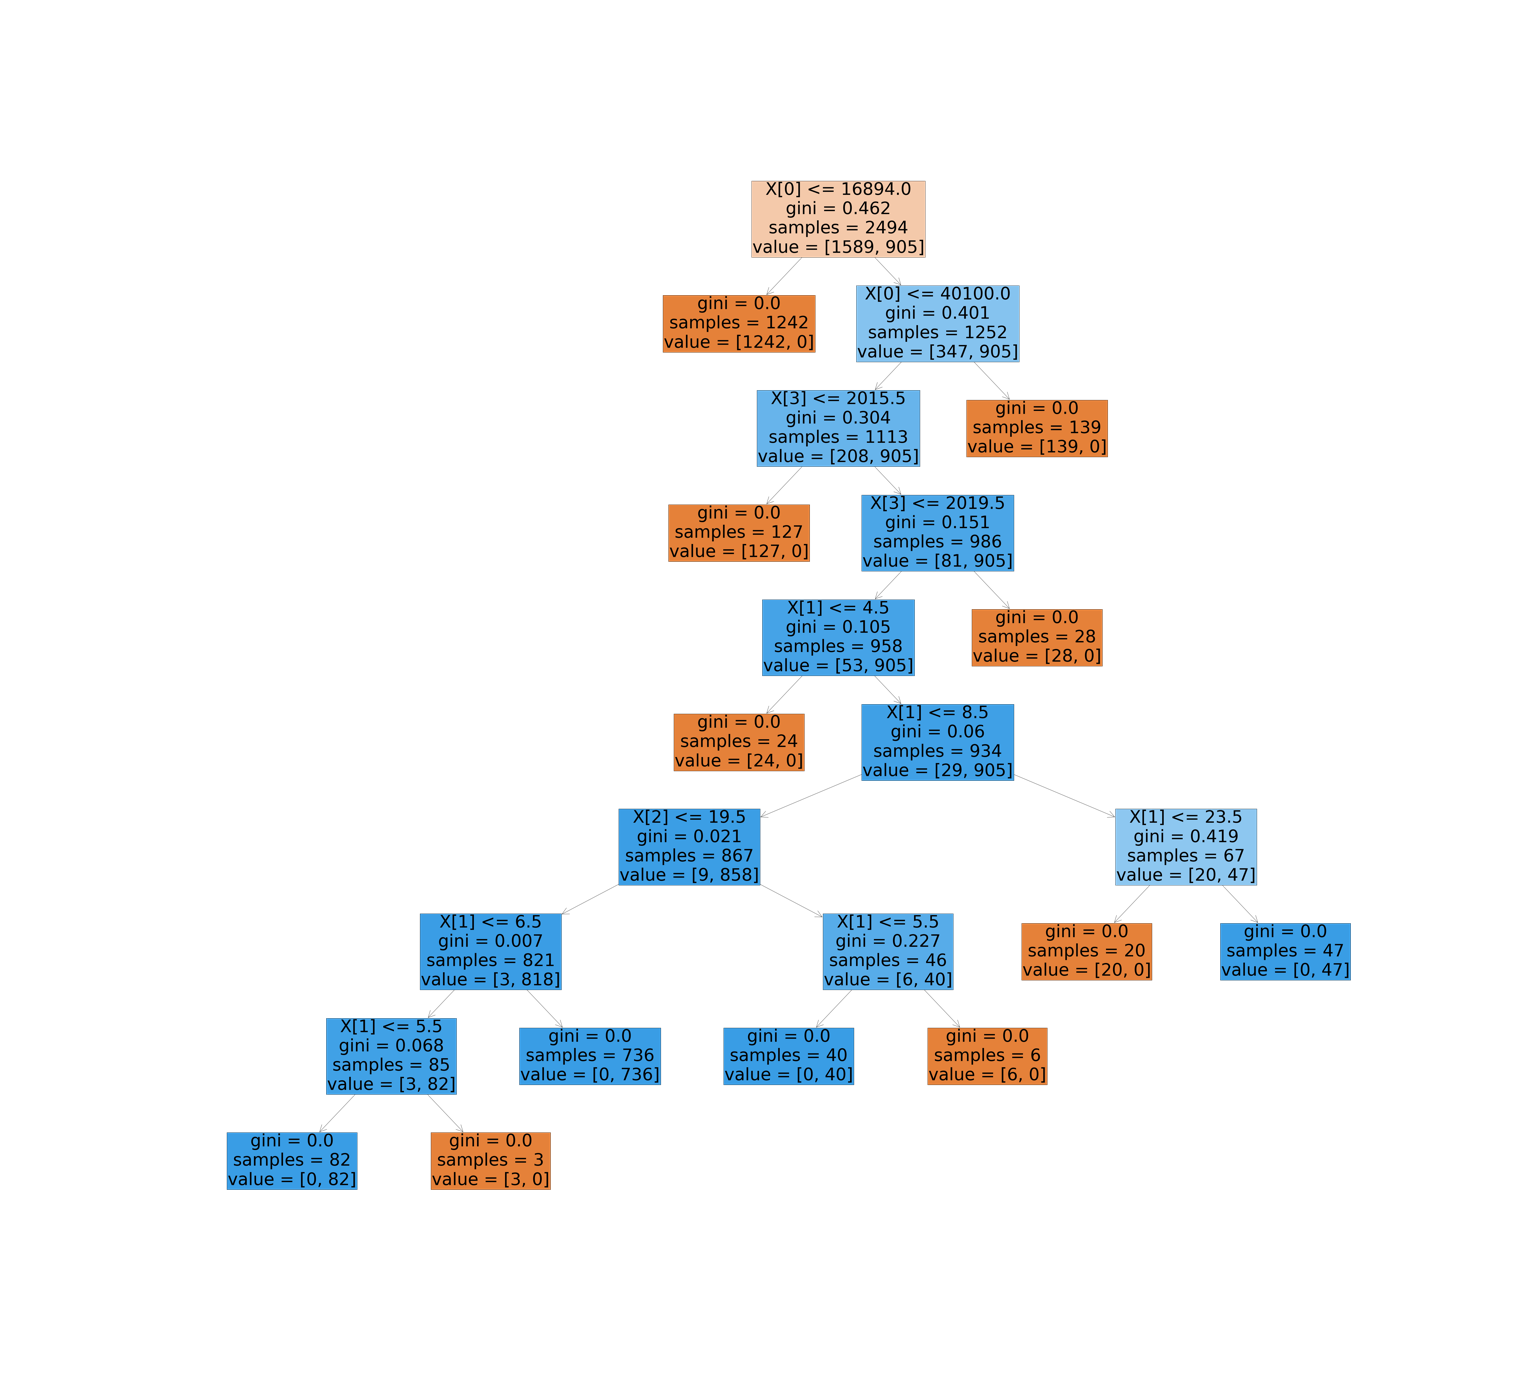 X[0] <= 16894.0
gini = 0.462
samples = 2494
value = [1589, 905]
gini = 0.0
samples = 1242
value = [1242, 0]
X[0] <= 40100.0
gini = 0.401
samples = 1252
value = [347, 905]
X[3] <= 2015.5
gini = 0.304
samples = 1113
value = [208, 905]
gini = 0.0
samples = 139
value = [139, 0]
gini = 0.0
samples = 127
value = [127, 0]
X[3] <= 2019.5
gini = 0.151
samples = 986
value = [81, 905]
X[1] <= 4.5
gini = 0.105
samples = 958
value = [53, 905]
gini = 0.0
samples = 28
value = [28, 0]
gini = 0.0
samples = 24
value = [24, 0]
X[1] <= 8.5
gini = 0.06
samples = 934
value = [29, 905]
X[2] <= 19.5
gini = 0.021
samples = 867
value = [9, 858]
X[1] <= 23.5
gini = 0.419
samples = 67
value = [20, 47]
X[1] <= 6.5
gini = 0.007
samples = 821
value = [3, 818]
X[1] <= 5.5
gini = 0.227
samples = 46
value = [6, 40]
gini = 0.0
samples = 20
value = [20, 0]
gini = 0.0
samples = 47
value = [0, 47]
X[1] <= 5.5
gini = 0.068
samples = 85
value = [3, 82]
gini = 0.0
samples = 736
value = [0, 736]
gini = 0.0
samples = 40
value = [0, 40]
gini = 0.0
samples = 6
value = [6, 0]
gini = 0.0
samples = 82
value = [0, 82]
gini = 0.0
samples = 3
value = [3, 0]